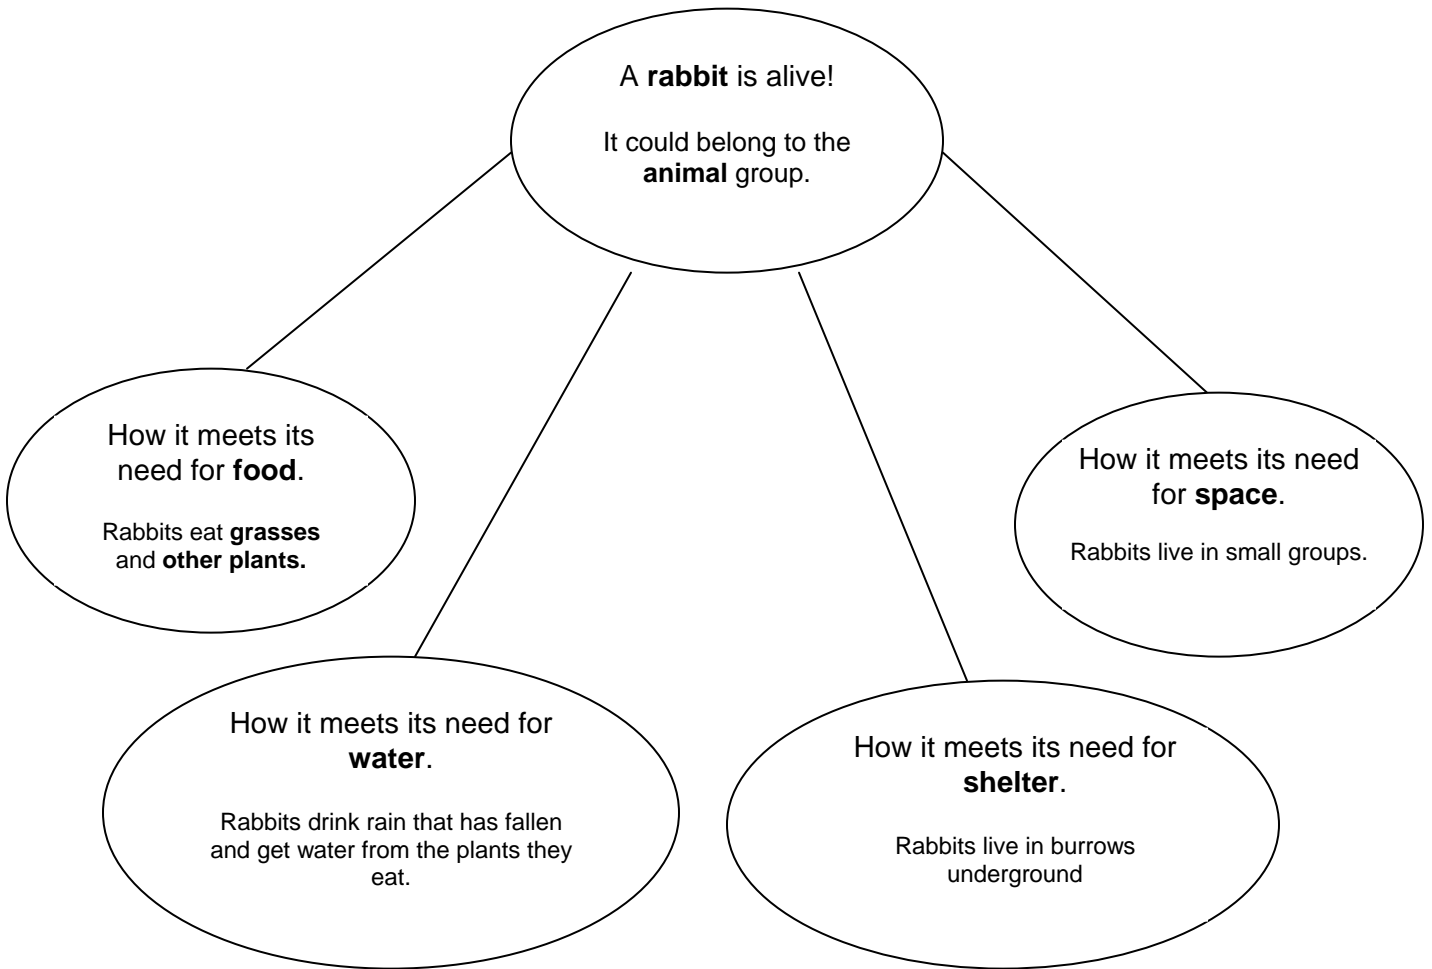 A rabbit is alive!
It could belong to the
animal group.
How it meets its
need for food.
Rabbits eat grasses
and other plants.
How it meets its need
for space.
Rabbits live in small groups.
How it meets its need for
water.
Rabbits drink rain that has fallen
and get water from the plants they
eat.
How it meets its need for
shelter.
Rabbits live in burrows
underground